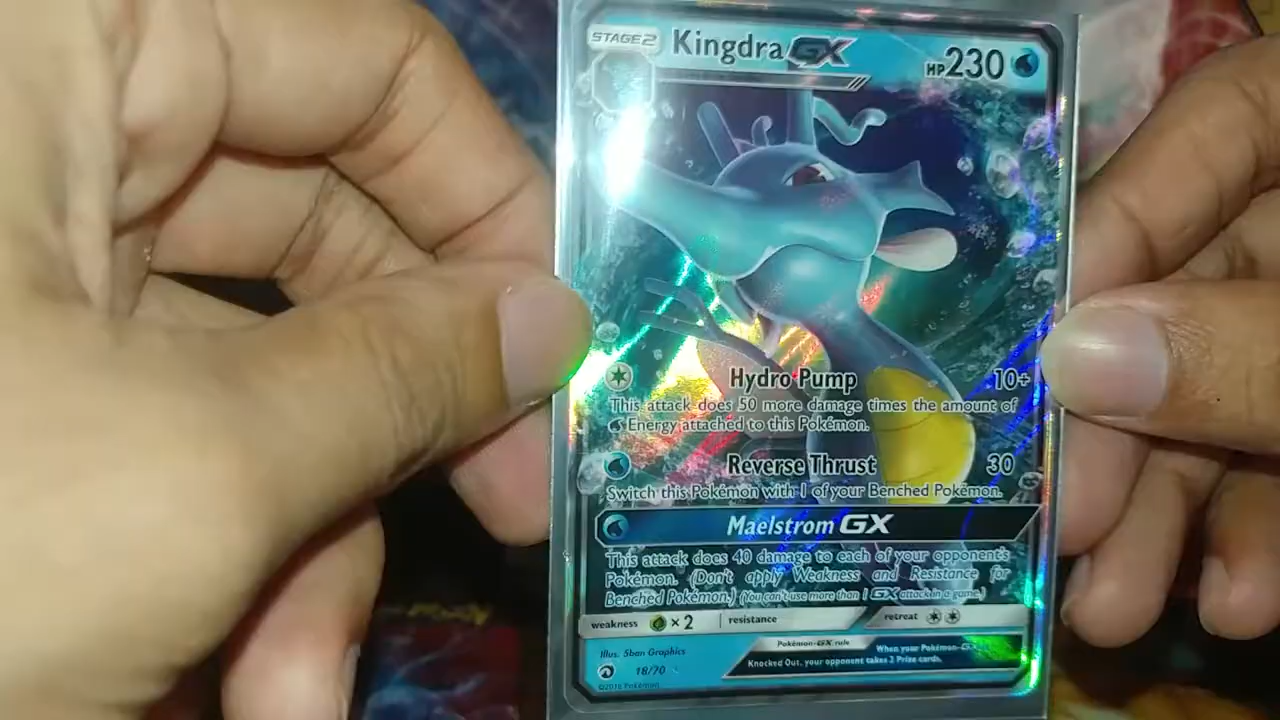 STAGE2 Kingdra GX HP230
Hydro Pump 10+
This attack does 50 more damage times the amount of
Energy attached to this Pokémon.
Reverse Thrust 30
Switch this Pokémon with 1 of your Benched Pokémon.
Maelstrom GX
This attack does 40 damage to each of your opponent's
Pokémon. (Don't apply Weakness and Resistance for
Benched Pokémon.) (You can't use more than 1 GX attack in a game.)
weakness ×2 resistance retreat
Pokémon-GX rule
When your Pokémon-GX
Knocked Out, your opponent takes 2 Prize cards.
Illus. 5ban Graphics
18/70
©2018 Pokémon